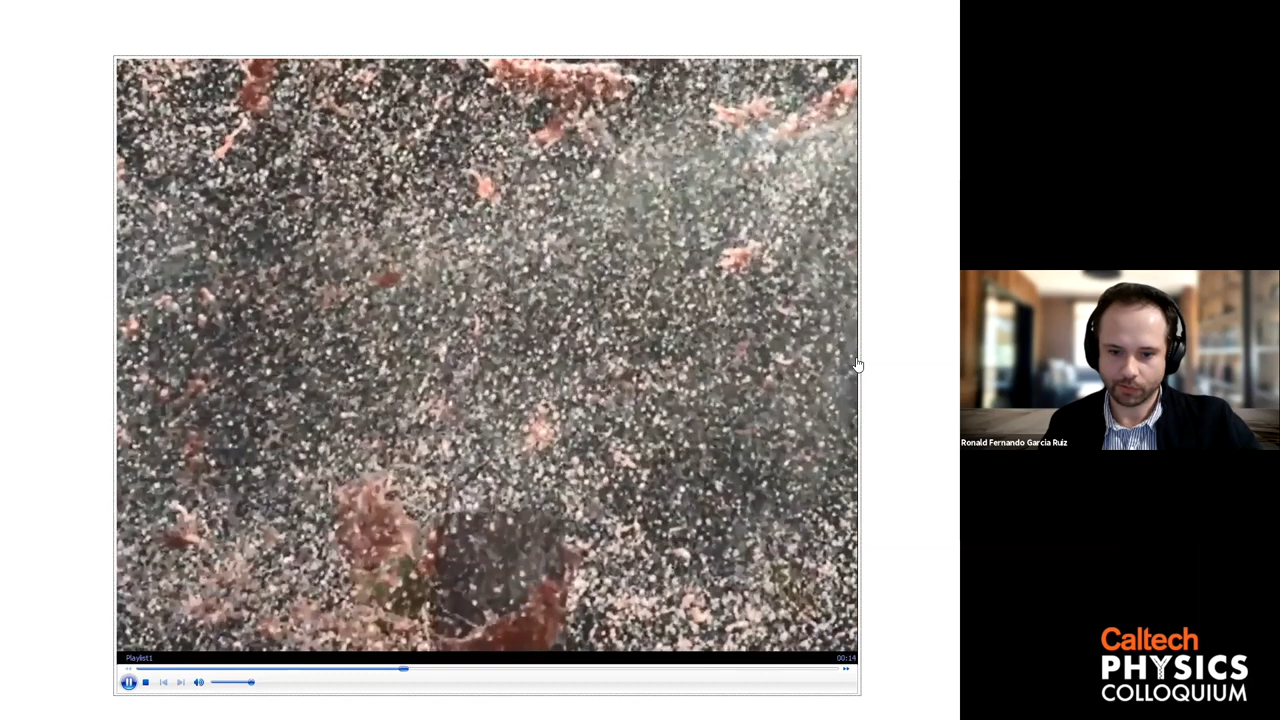 Playlist1
00:14
Ronald Fernando Garcia Ruiz
Caltech
PHYSICS
COLLOQUIUM